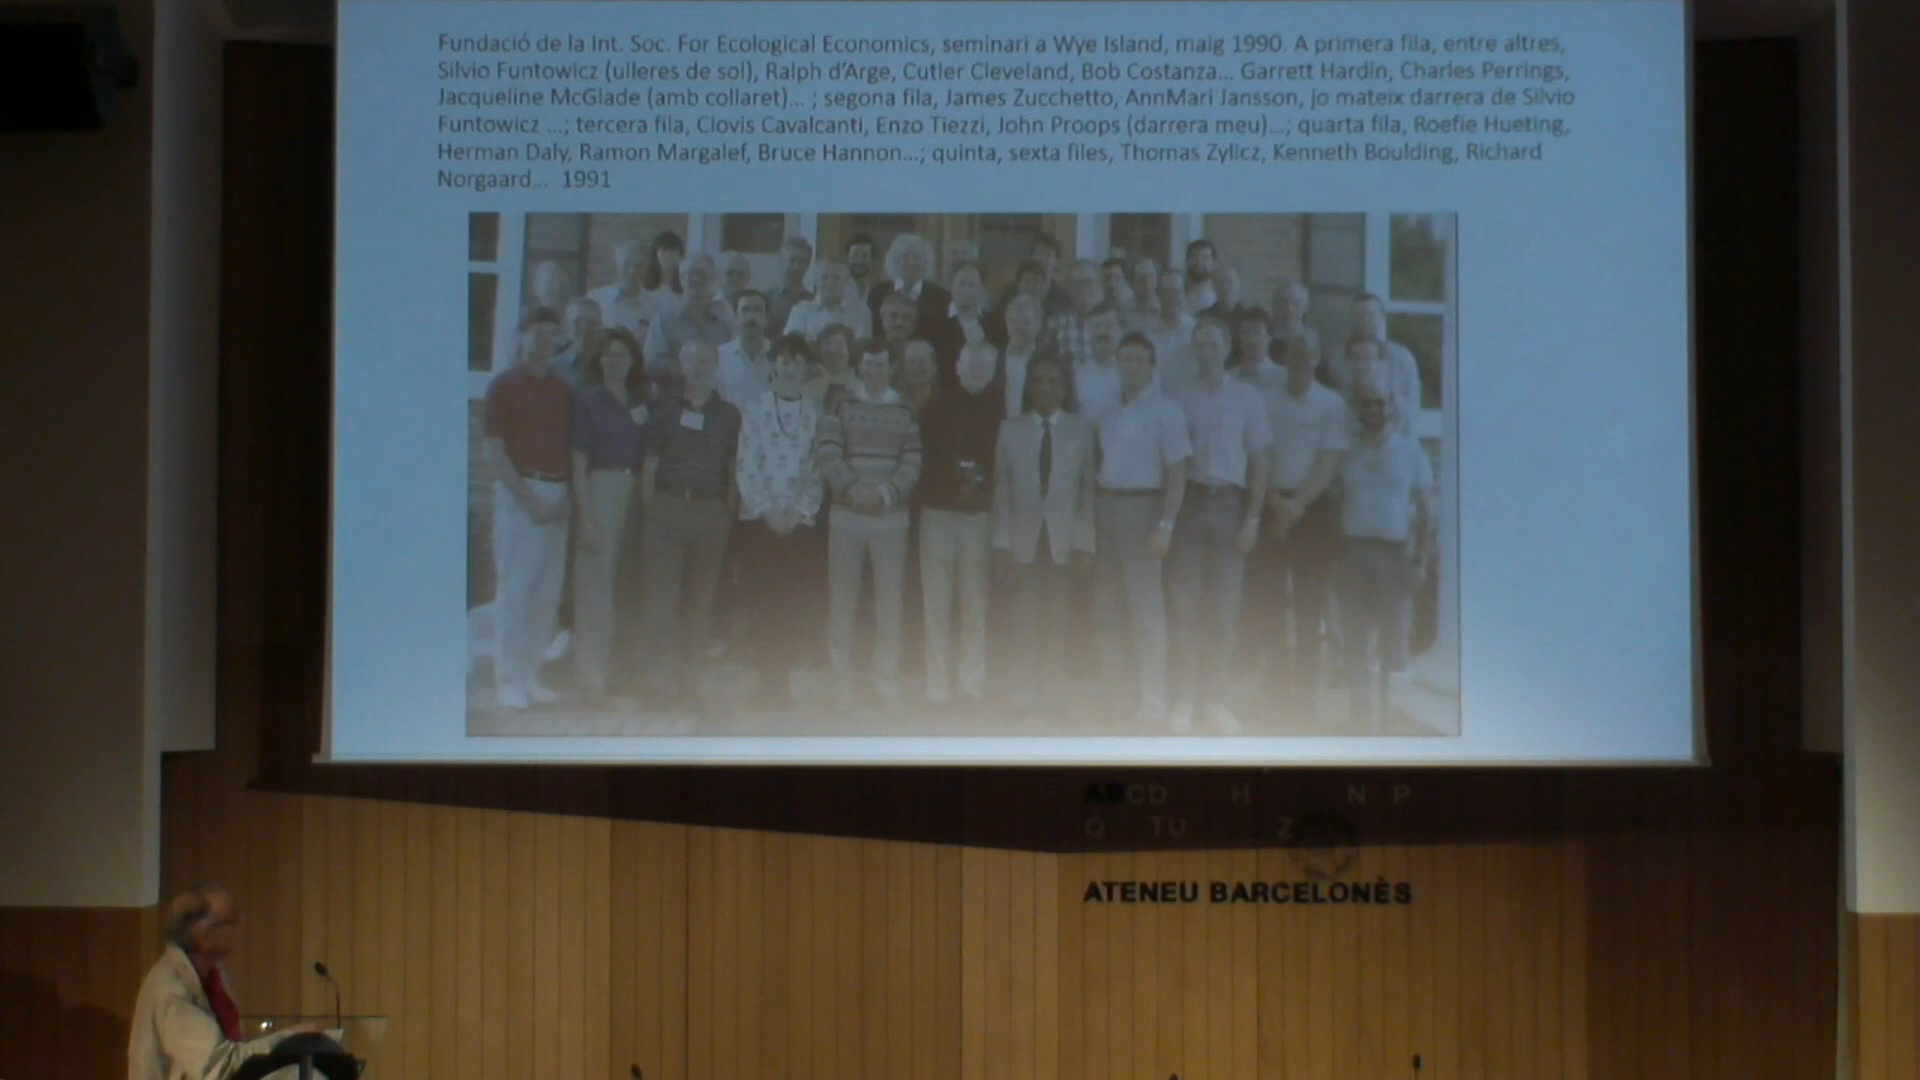 Fundació de la Int. Soc. For Ecological Economics, seminari a Wye Island, maig 1990. A primera fila, entre altres,
Silvio Funtowicz (ulleres de sol), Ralph d'Arge, Cutler Cleveland, Bob Costanza... Garrett Hardin, Charles Perrings,
Jacqueline McGlade (amb collaret)... ; segona fila, James Zucchetto, AnnMari Jansson, jo mateix darrera de Silvio
Funtowicz ...; tercera fila, Clovis Cavalcanti, Enzo Tiezzi, John Proops (darrera meu)...; quarta fila, Roefie Hueting,
Herman Daly, Ramon Margalef, Bruce Hannon...; quinta, sexta files, Thomas Zylicz, Kenneth Boulding, Richard
Norgaard... 1991
ABCD H N P
Q TU Z
ATENEU BARCELONÈS